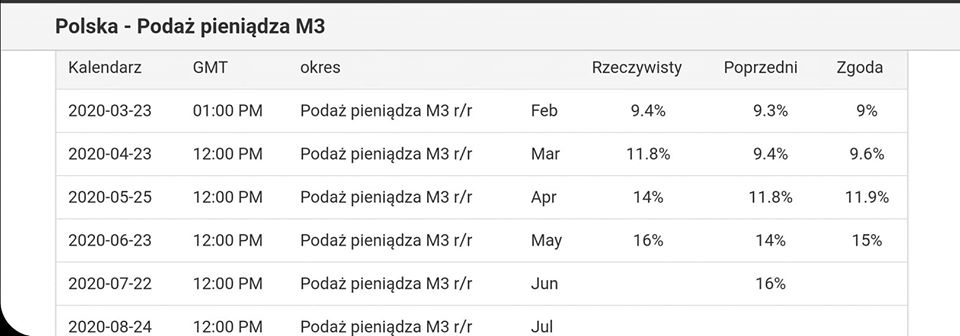 Polska - Podaż pieniądza M3
Kalendarz GMT okres Rzeczywisty Poprzedni Zgoda
2020-03-23 01:00 PM Podaż pieniądza M3 r/r Feb 9.4% 9.3% 9%
2020-04-23 12:00 PM Podaż pieniądza M3 r/r Mar 11.8% 9.4% 9.6%
2020-05-25 12:00 PM Podaż pieniądza M3 r/r Apr 14% 11.8% 11.9%
2020-06-23 12:00 PM Podaż pieniądza M3 r/r May 16% 14% 15%
2020-07-22 12:00 PM Podaż pieniądza M3 r/r Jun 16%
2020-08-24 12:00 PM Podaż pieniądza M3 r/r Jul